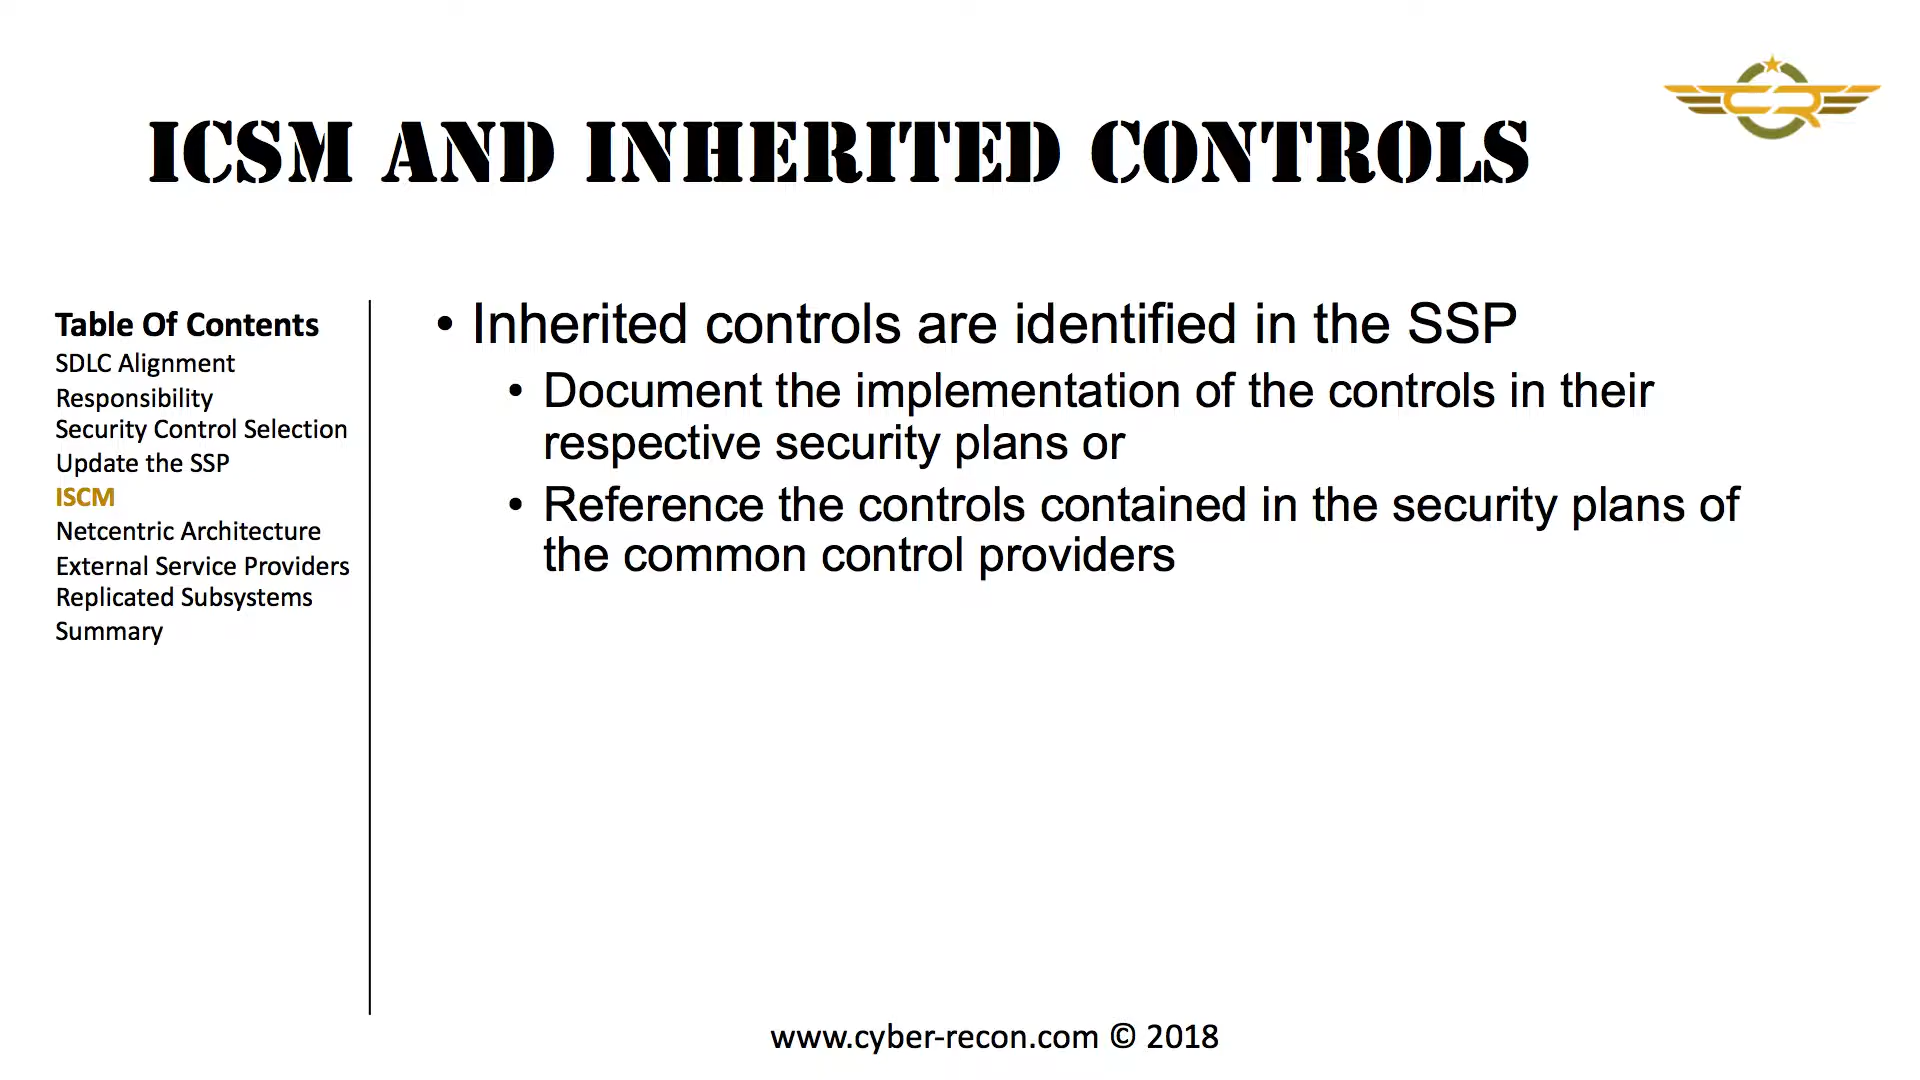 ICSM AND INHERITED CONTROLS
Table Of Contents
SDLC Alignment
Responsibility
Security Control Selection
Update the SSP
ISCM
Netcentric Architecture
External Service Providers
Replicated Subsystems
Summary
• Inherited controls are identified in the SSP
• Document the implementation of the controls in their
respective security plans or
• Reference the controls contained in the security plans of
the common control providers
www.cyber-recon.com © 2018
CR